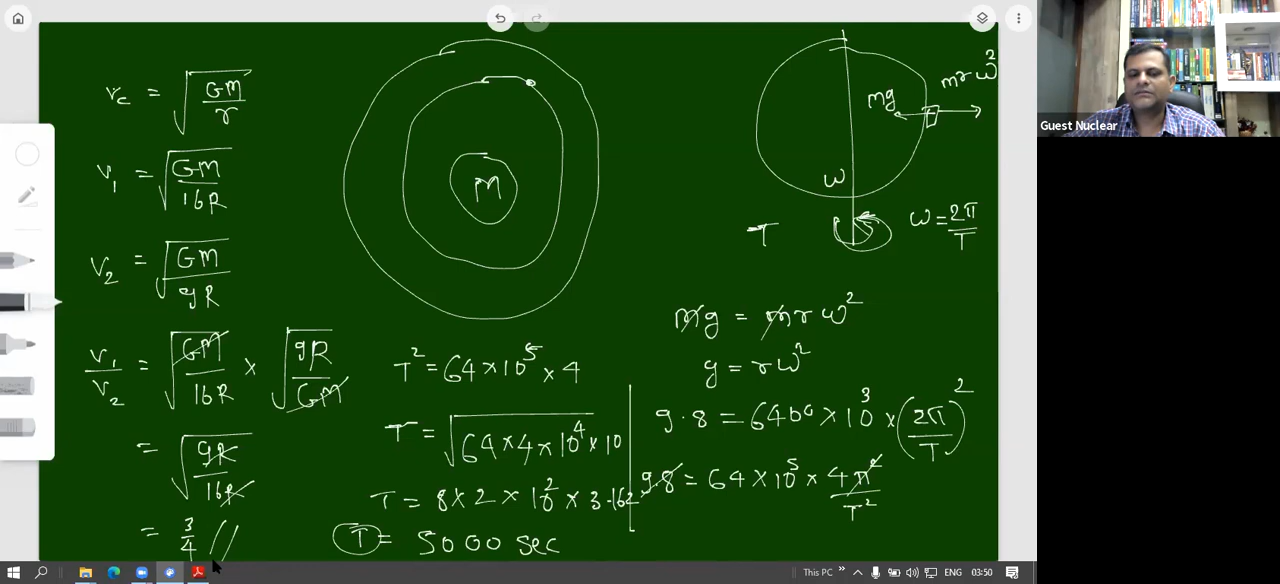 v_c = √(GM/r)
v_1 = √(GM/16R)
v_2 = √(GM/9R)
v_1/v_2 = √(GM/16R) × √(9R/GM)
= √(9R/16R)
= 3/4 //
M
T² = 64×10⁵ × 4
T = √(64×4×10⁴×10)
T = 8×2×10²×3.162
T = 5000 sec
mg
mrω²
ω
T
ω = 2π/T
mg = mrω²
g = rω²
9.8 = 6400×10³×(2π/T)²
9.8 = 64×10⁵×4π²/T²
Guest Nuclear
This PC
ENG
03:50